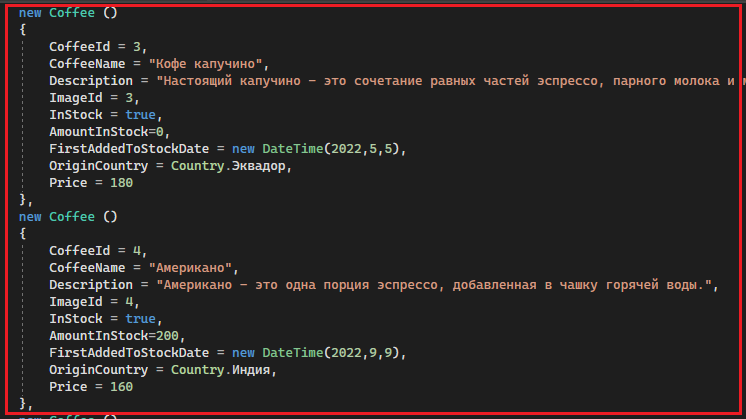 new Coffee ()
{
CoffeeId = 3,
CoffeeName = "Кофе капучино",
Description = "Настоящий капучино – это сочетание равных частей эспрессо, парного молока и
ImageId = 3,
InStock = true,
AmountInStock=0,
FirstAddedToStockDate = new DateTime(2022,5,5),
OriginCountry = Country.Эквадор,
Price = 180
},
new Coffee ()
{
CoffeeId = 4,
CoffeeName = "Американо",
Description = "Американо – это одна порция эспрессо, добавленная в чашку горячей воды.",
ImageId = 4,
InStock = true,
AmountInStock=200,
FirstAddedToStockDate = new DateTime(2022,9,9),
OriginCountry = Country.Индия,
Price = 160
},
new Coffee ()